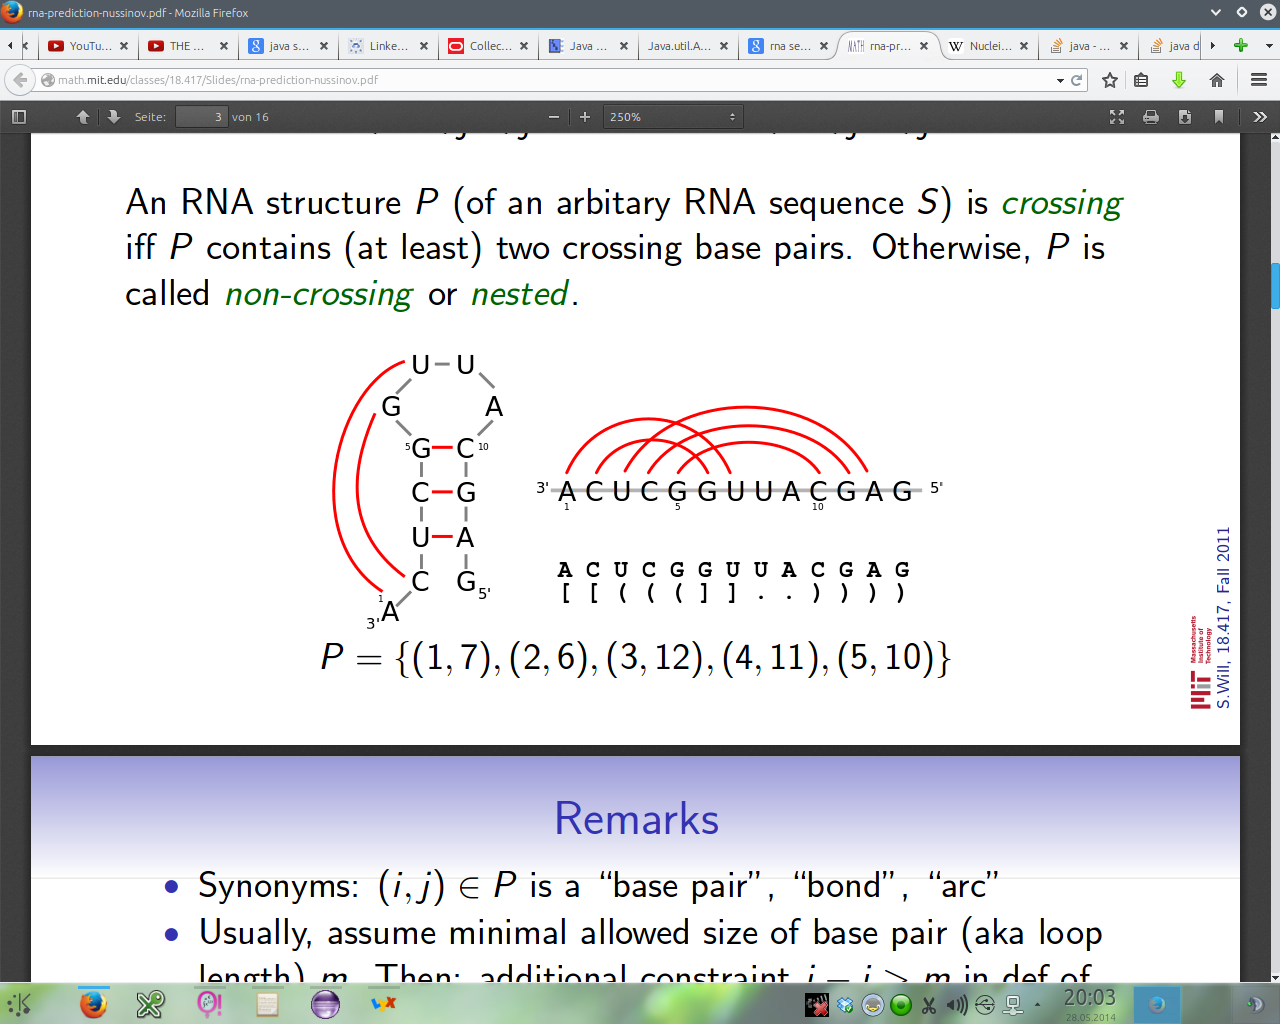 rna-prediction-nussinov.pdf - Mozilla Firefox
YouTu... THE ... java s... Linke... Collec... Java ... Java.util.A... rna se... rna-pr... Nuclei... java - ... java d
math.mit.edu/classes/18.417/Slides/rna-prediction-nussinov.pdf
Seite: 3 von 16 250%
An RNA structure P (of an arbitary RNA sequence S) is crossing
iff P contains (at least) two crossing base pairs. Otherwise, P is
called non-crossing or nested.
U U
G A
5 G C 10
C G
U A
C G 5'
1
3' A
3' A C U C G G U U A C G A G 5'
1 5 10
A C U C G G U U A C G A G
[ [ ( ( ( ] ] . . ) ) ) )
P = {(1, 7), (2, 6), (3, 12), (4, 11), (5, 10)}
Massachusetts
Institute of
Technology
S.Will, 18.417, Fall 2011
Remarks
• Synonyms: (i, j) ∈ P is a “base pair”, “bond”, “arc”
• Usually, assume minimal allowed size of base pair (aka loop
length) m. Then: additional constraint j − i > m in def of
20:03
28.05.2014